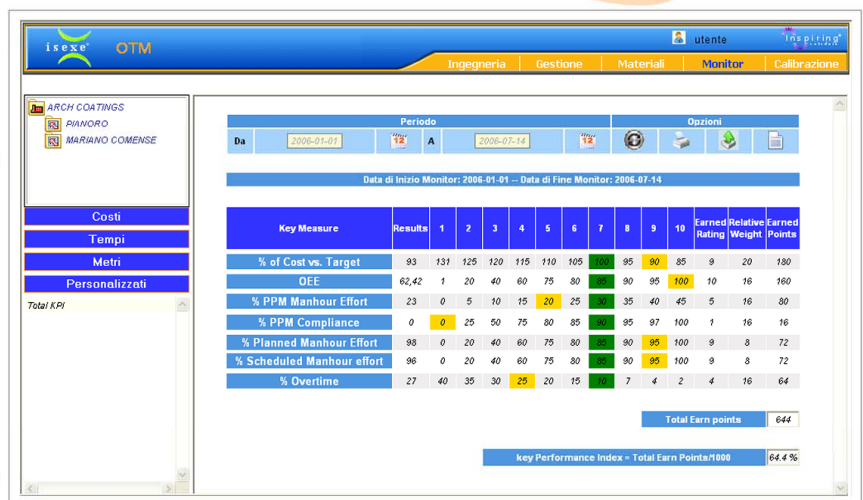 isexe OTM
utente
Inspiring
Ingegneria Gestione Materiali Monitor Calibrazione
ARCH COATINGS
PIANORO
MARIANO COMENSE
Costi
Tempi
Metri
Personalizzati
Total KPI
Periodo Opzioni
Da 2006-01-01 12 A 2006-07-14 12
Data di Inizio Monitor: 2006-01-01 -- Data di Fine Monitor: 2006-07-14
Key Measure Results 1 2 3 4 5 6 7 8 9 10 Earned Rating Relative Weight Earned Points
% of Cost vs. Target 93 131 125 120 115 110 105 100 95 90 85 9 20 180
OEE 62,42 1 20 40 60 75 80 85 90 95 100 10 16 160
% PPM Manhour Effort 23 0 5 10 15 20 25 30 35 40 45 5 16 80
% PPM Compliance 0 0 25 50 75 80 85 90 95 97 100 1 16 16
% Planned Manhour Effort 98 0 20 40 60 75 80 85 90 95 100 9 8 72
% Scheduled Manhour effort 96 0 20 40 60 75 80 85 90 95 100 9 8 72
% Overtime 27 40 35 30 25 20 15 10 7 4 2 4 16 64
Total Earn points 644
key Performance Index = Total Earn Points/1000 64.4 %